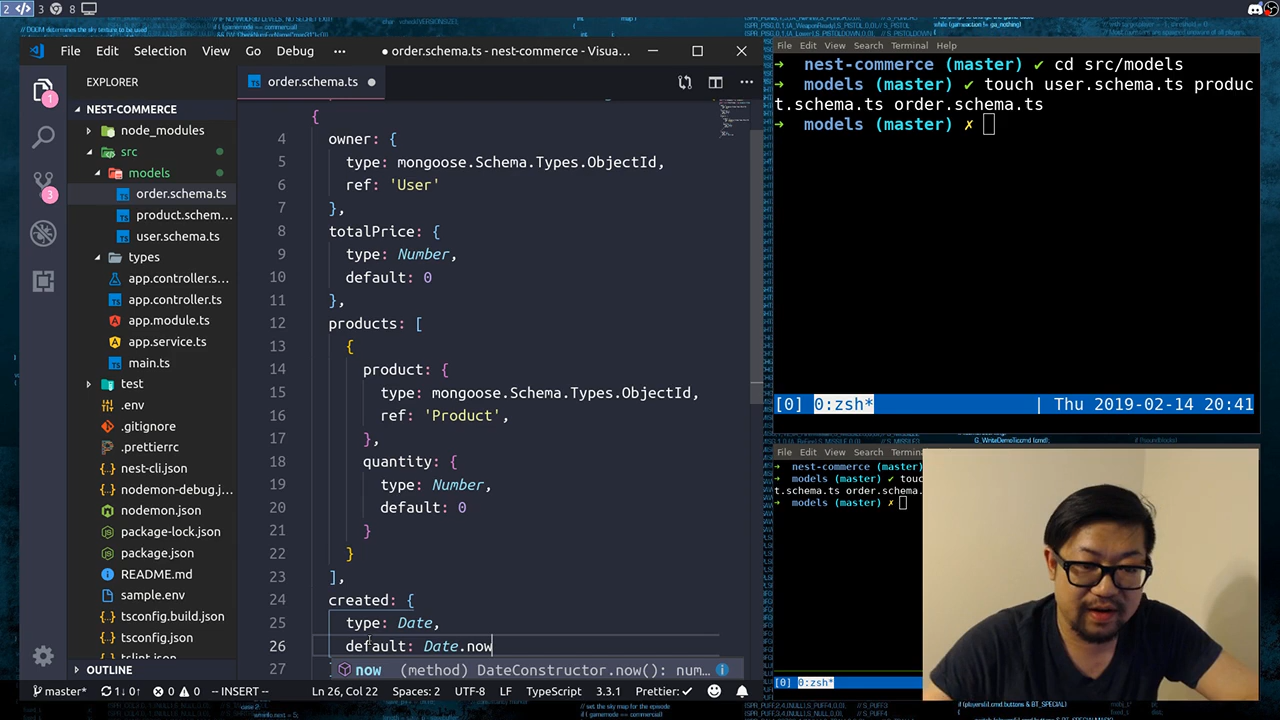 2 3 8
File Edit Selection View Go Debug ··· ● order.schema.ts - nest-commerce - Visua...
EXPLORER
NEST-COMMERCE
node_modules
src
models
order.schema.ts
product.schem...
user.schema.ts
types
app.controller.s...
app.controller.ts
app.module.ts
app.service.ts
main.ts
test
.env
.gitignore
.prettierrc
nest-cli.json
nodemon-debug.j...
nodemon.json
package-lock.json
package.json
README.md
sample.env
tsconfig.build.json
tsconfig.json
tslint.json
OUTLINE
order.schema.ts
{
4 owner: {
5 type: mongoose.Schema.Types.ObjectId,
6 ref: 'User'
7 },
8 totalPrice: {
9 type: Number,
10 default: 0
11 },
12 products: [
13 {
14 product: {
15 type: mongoose.Schema.Types.ObjectId,
16 ref: 'Product',
17 },
18 quantity: {
19 type: Number,
20 default: 0
21 }
22 }
23 ],
24 created: {
25 type: Date,
26 default: Date.now
27 now (method) DateConstructor.now(): num...
master* 0↓ 1↑ 0 0 -- INSERT -- Ln 26, Col 22 Spaces: 2 UTF-8 LF TypeScript 3.3.1 Prettier: ✓
File Edit View Search Terminal Help
➜ nest-commerce (master) ✔ cd src/models
➜ models (master) ✔ touch user.schema.ts produc
t.schema.ts order.schema.ts
➜ models (master) ✗
[0] 0:zsh* | Thu 2019-02-14 20:41
File Edit View Search Termina
➜ nest-commerce (master)
➜ models (master) ✔ touc
t.schema.ts order.schema.
➜ models (master) ✗
[0] 0:zsh*